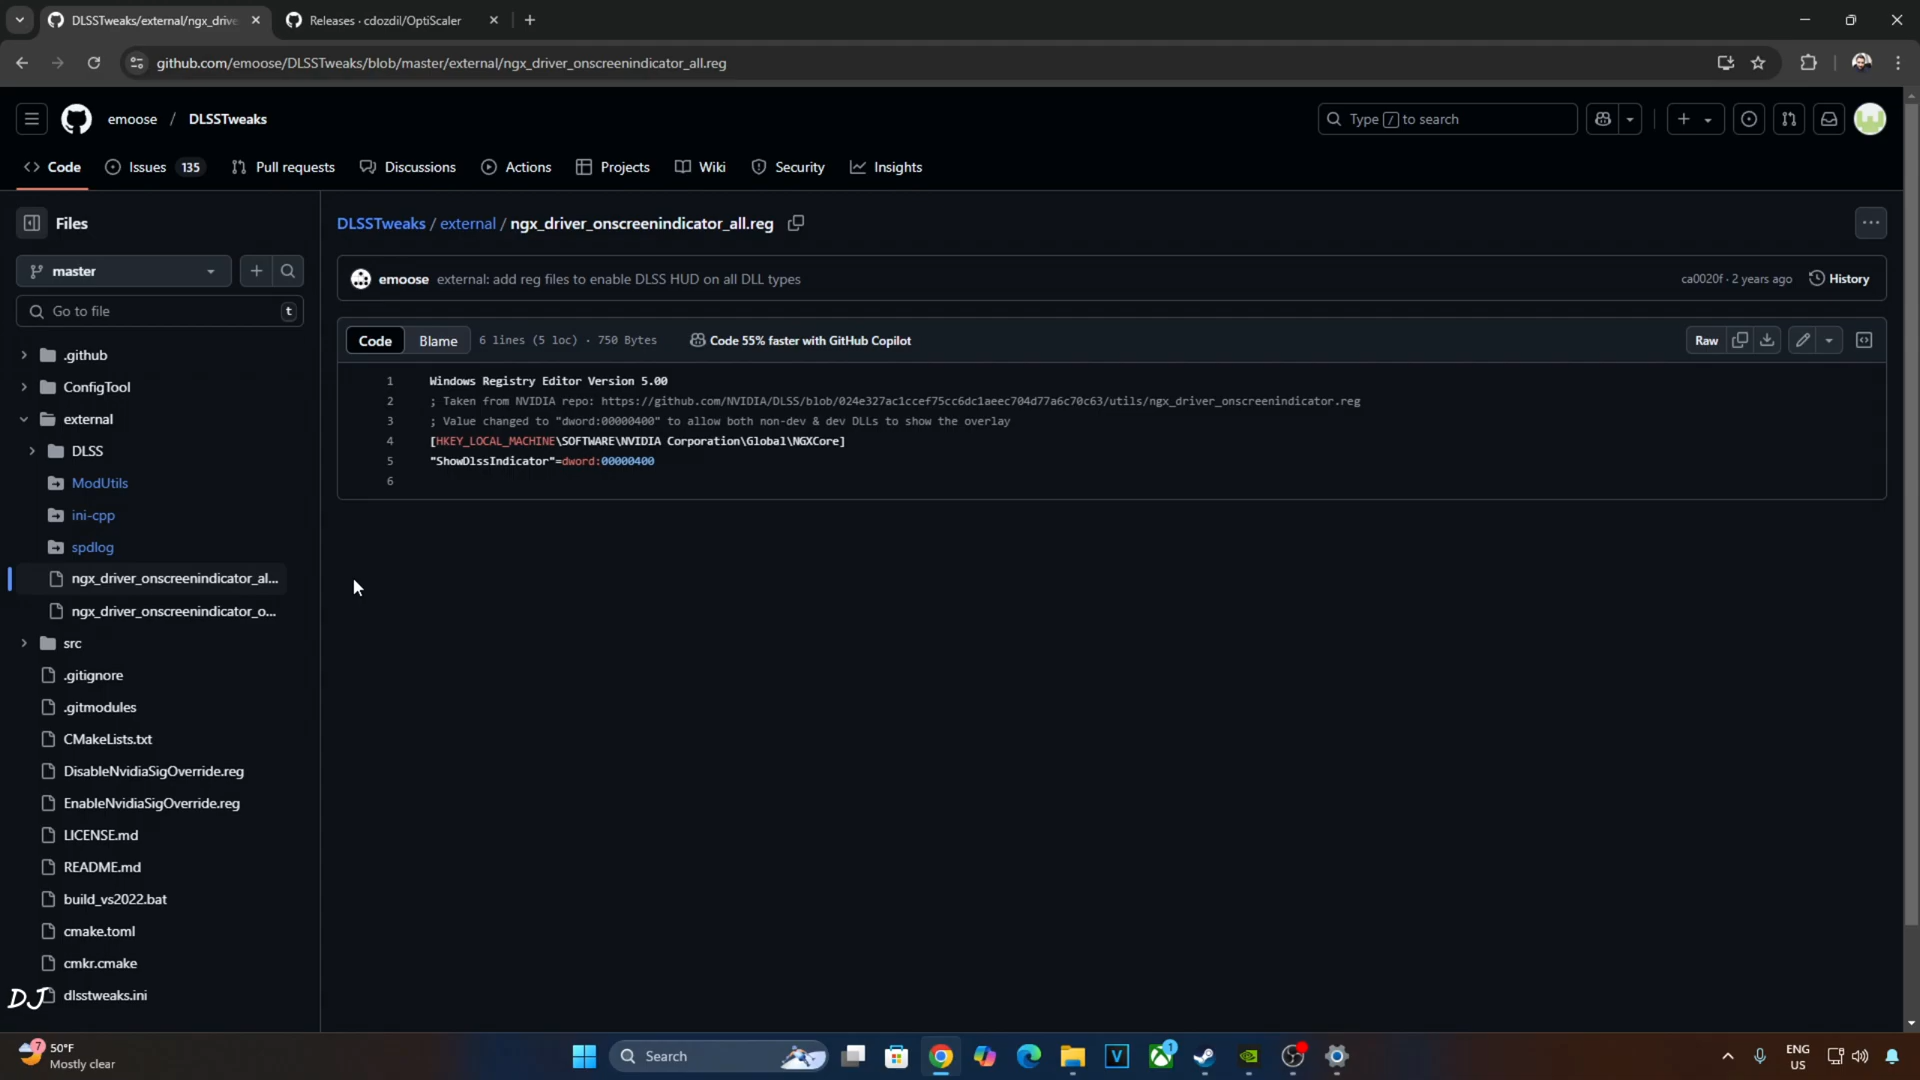 DLSSTweaks/external/ngx_drive
Releases · cdozdil/OptiScaler
github.com/emoose/DLSSTweaks/blob/master/external/ngx_driver_onscreenindicator_all.reg
emoose / DLSSTweaks
Type / to search
Code
Issues 135
Pull requests
Discussions
Actions
Projects
Wiki
Security
Insights
Files
DLSSTweaks / external / ngx_driver_onscreenindicator_all.reg
master
emoose external: add reg files to enable DLSS HUD on all DLL types
ca0020f · 2 years ago
History
Go to file t
Code Blame 6 lines (5 loc) · 750 Bytes
Code 55% faster with GitHub Copilot
Raw
1 Windows Registry Editor Version 5.00
2 ; Taken from NVIDIA repo: https://github.com/NVIDIA/DLSS/blob/024e327ac1ccef75cc6dc1aeec704d77a6c70c63/utils/ngx_driver_onscreenindicator.reg
3 ; Value changed to "dword:00000400" to allow both non-dev & dev DLLs to show the overlay
4 [HKEY_LOCAL_MACHINE\SOFTWARE\NVIDIA Corporation\Global\NGXCore]
5 "ShowDlssIndicator"=dword:00000400
6
.github
ConfigTool
external
DLSS
ModUtils
ini-cpp
spdlog
ngx_driver_onscreenindicator_al...
ngx_driver_onscreenindicator_o...
src
.gitignore
.gitmodules
CMakeLists.txt
DisableNvidiaSigOverride.reg
EnableNvidiaSigOverride.reg
LICENSE.md
README.md
build_vs2022.bat
cmake.toml
cmkr.cmake
dlsstweaks.ini
DJ
7
50°F
Mostly clear
Search
V
1
ENG
US